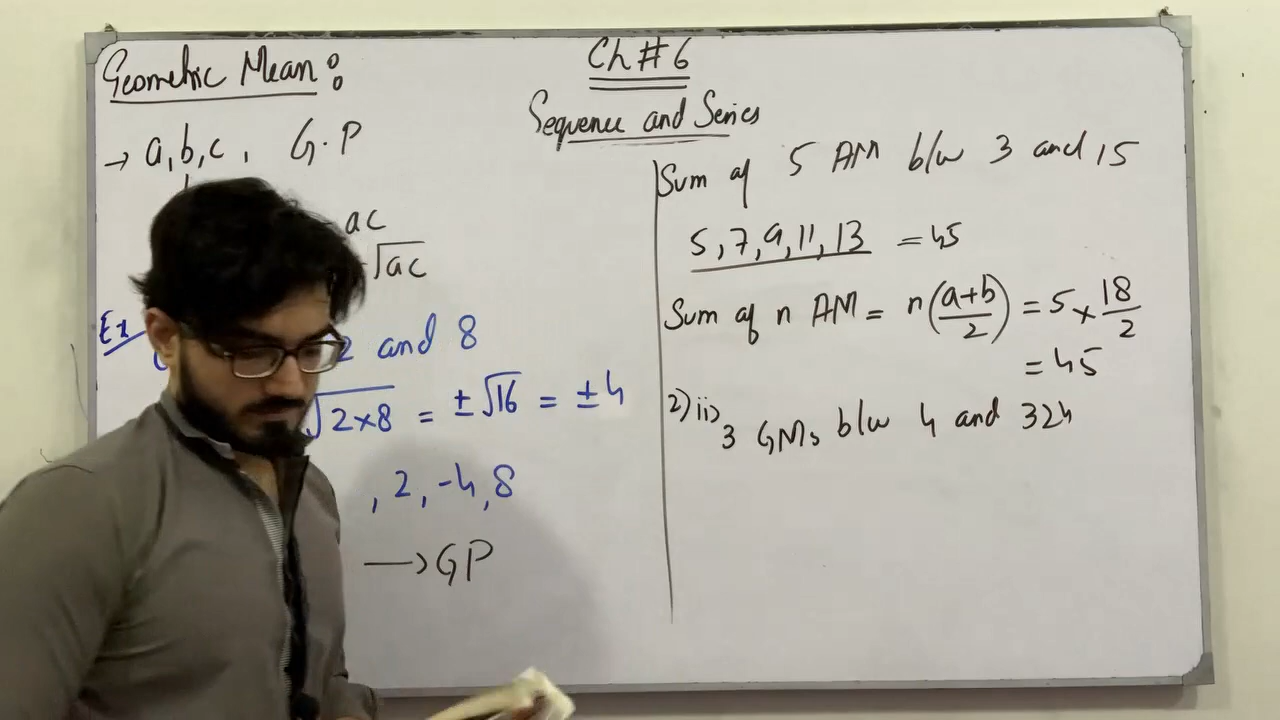 Ch # 6
Sequence and Series
Geometric Mean :
→ a, b, c, G.P
ac
√ac
Ex
2 and 8
√2×8 = ±√16 = ±4
, 2, -4, 8
→ GP
Sum of 5 AM b/w 3 and 15
5, 7, 9, 11, 13 = 45
Sum of n AM = n(a+b/2) = 5 × 18/2
= 45
2) ii) 3 GMs b/w 4 and 324